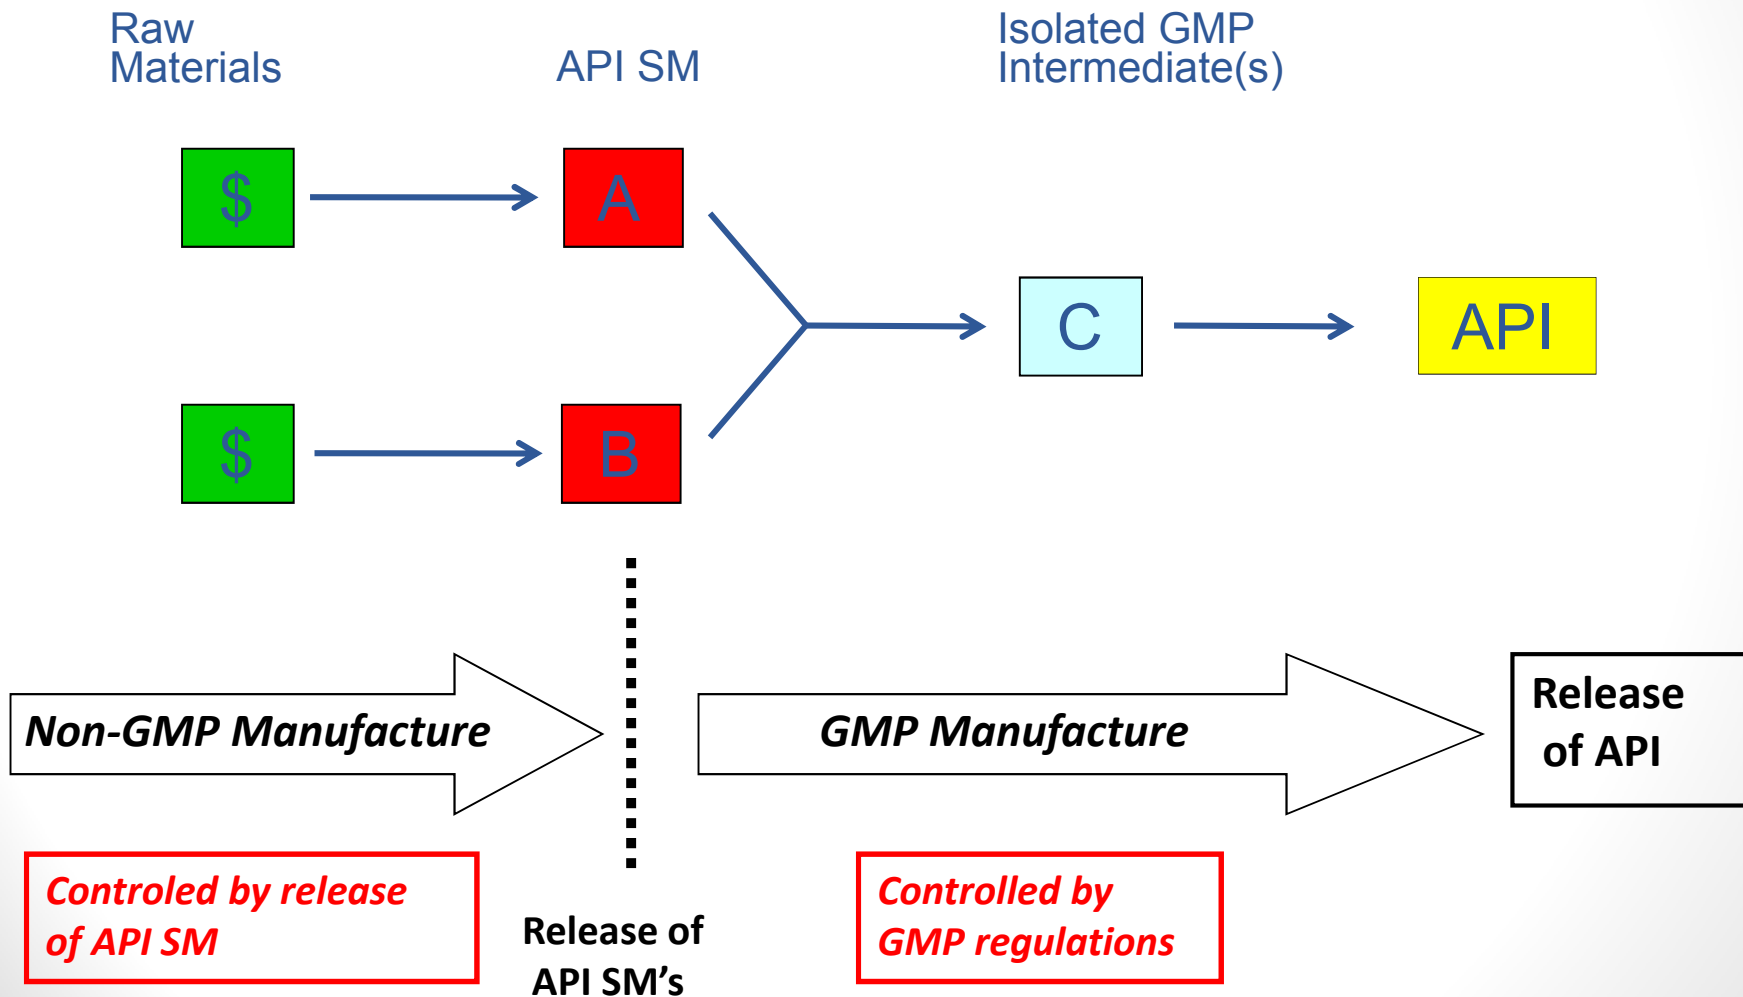 Raw
Materials
API SM
Isolated GMP
Intermediate(s)
$
A
C
API
$
B
Non-GMP Manufacture
GMP Manufacture
Release
of API
Controled by release
of API SM
Release of
API SM’s
Controlled by
GMP regulations